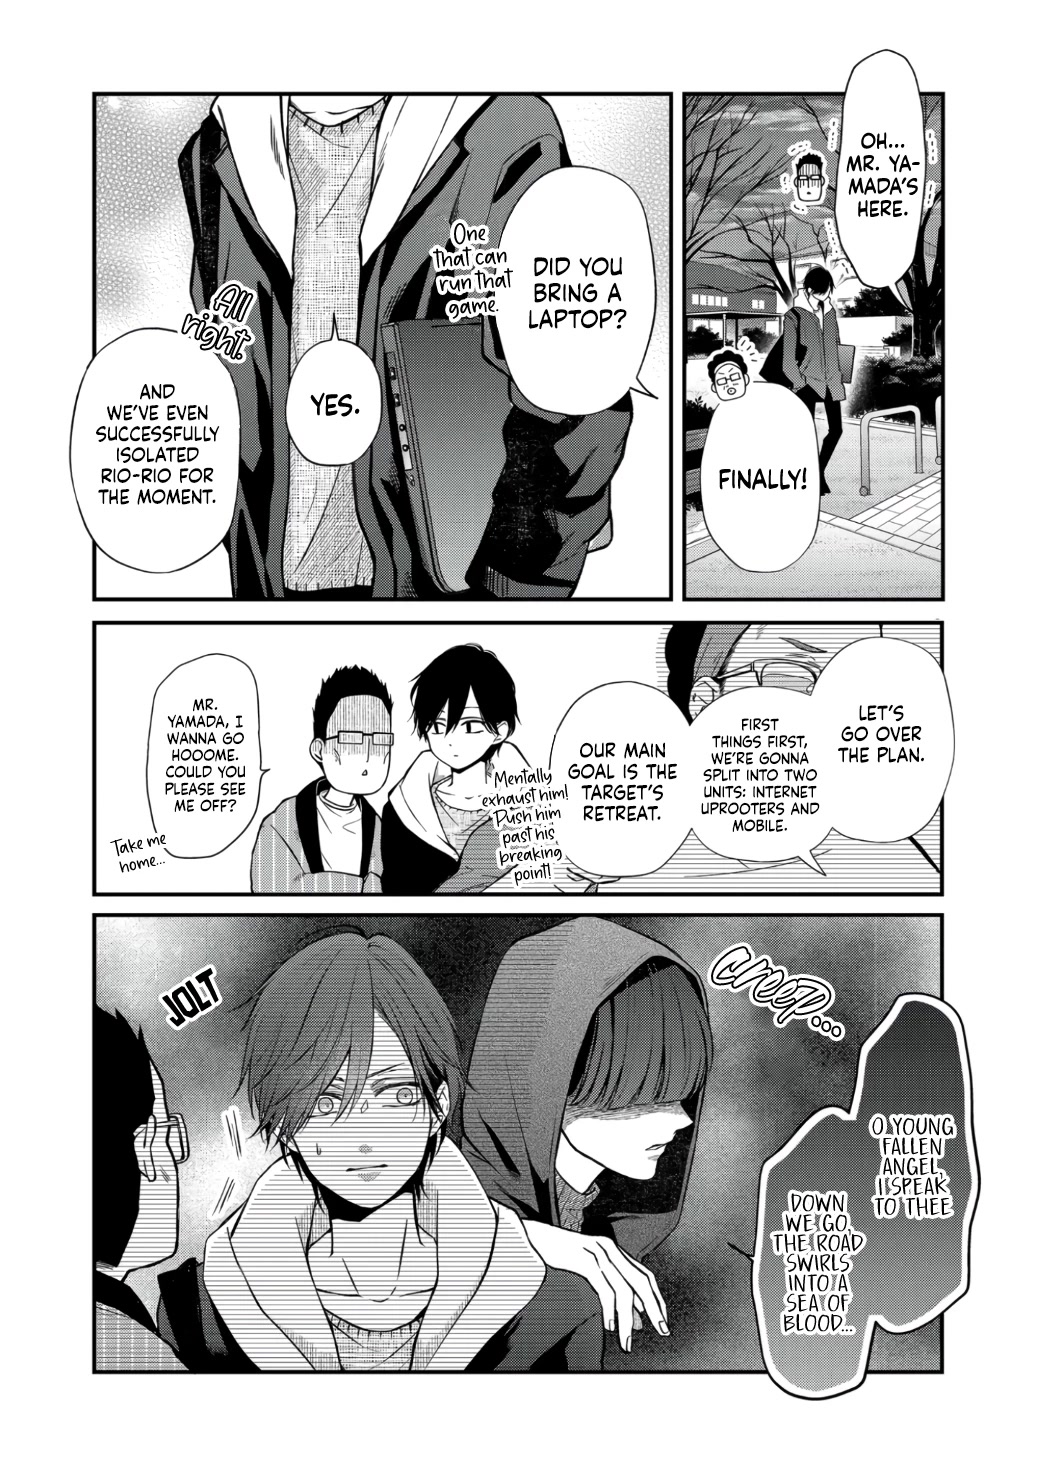 OH...
MR. YA-
MADA'S
HERE.
FINALLY!
DID YOU
BRING A
LAPTOP?
One
that can
run that
game.
YES.
All
right.
AND
WE'VE EVEN
SUCCESSFULLY
ISOLATED
RIO-RIO FOR
THE MOMENT.
LET'S
GO OVER
THE PLAN.
FIRST
THINGS FIRST,
WE'RE GONNA
SPLIT INTO TWO
UNITS: INTERNET
UPROOTERS AND
MOBILE.
OUR MAIN
GOAL IS THE
TARGET'S
RETREAT.
Mentally
exhaust him!
Push him
past his
breaking
point!
MR.
YAMADA, I
WANNA GO
HOOOME.
COULD YOU
PLEASE SEE
ME OFF?
Take me
home...
creep...
JOLT
O YOUNG
FALLEN
ANGEL,
I SPEAK
TO THEE
DOWN
WE GO,
THE ROAD
SWIRLS
INTO A
SEA OF
BLOOD...